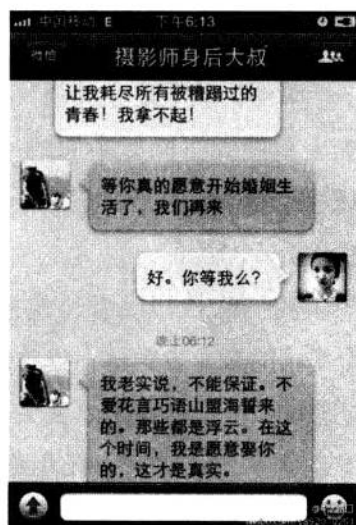 中国移动 E 下午6:13
微信 摄影师身后大叔
让我耗尽所有被糟蹋过的
青春！我拿不起！
等你真的愿意开始婚姻生
活了，我们再来
好。你等我么？
晚上06:12
我老实说，不能保证。不
爱花言巧语山盟海誓来
的。那些都是浮云。在这
个时间，我是愿意娶你
的，这才是真实。